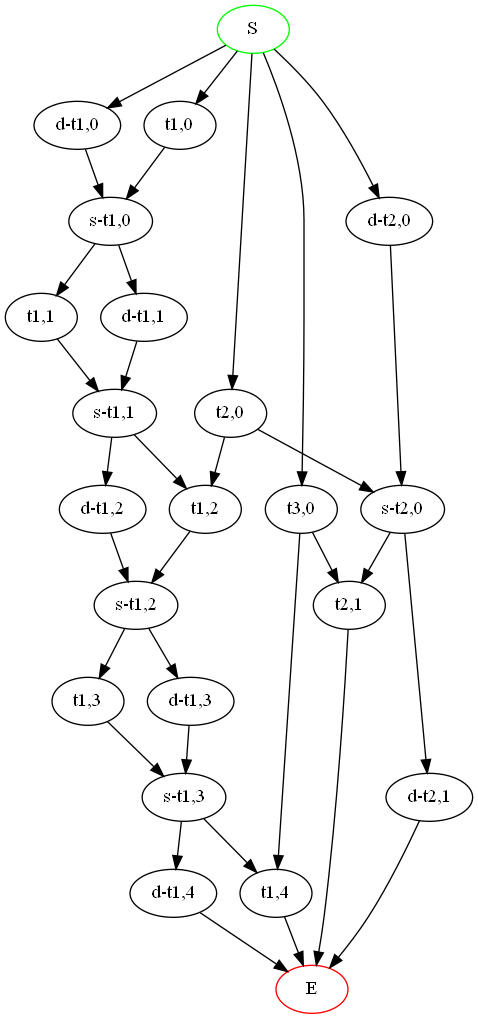 S
d-t1,0
t1,0
s-t1,0
d-t2,0
t1,1
d-t1,1
s-t1,1
t2,0
d-t1,2
t1,2
t3,0
s-t2,0
s-t1,2
t2,1
t1,3
d-t1,3
s-t1,3
d-t2,1
d-t1,4
t1,4
E